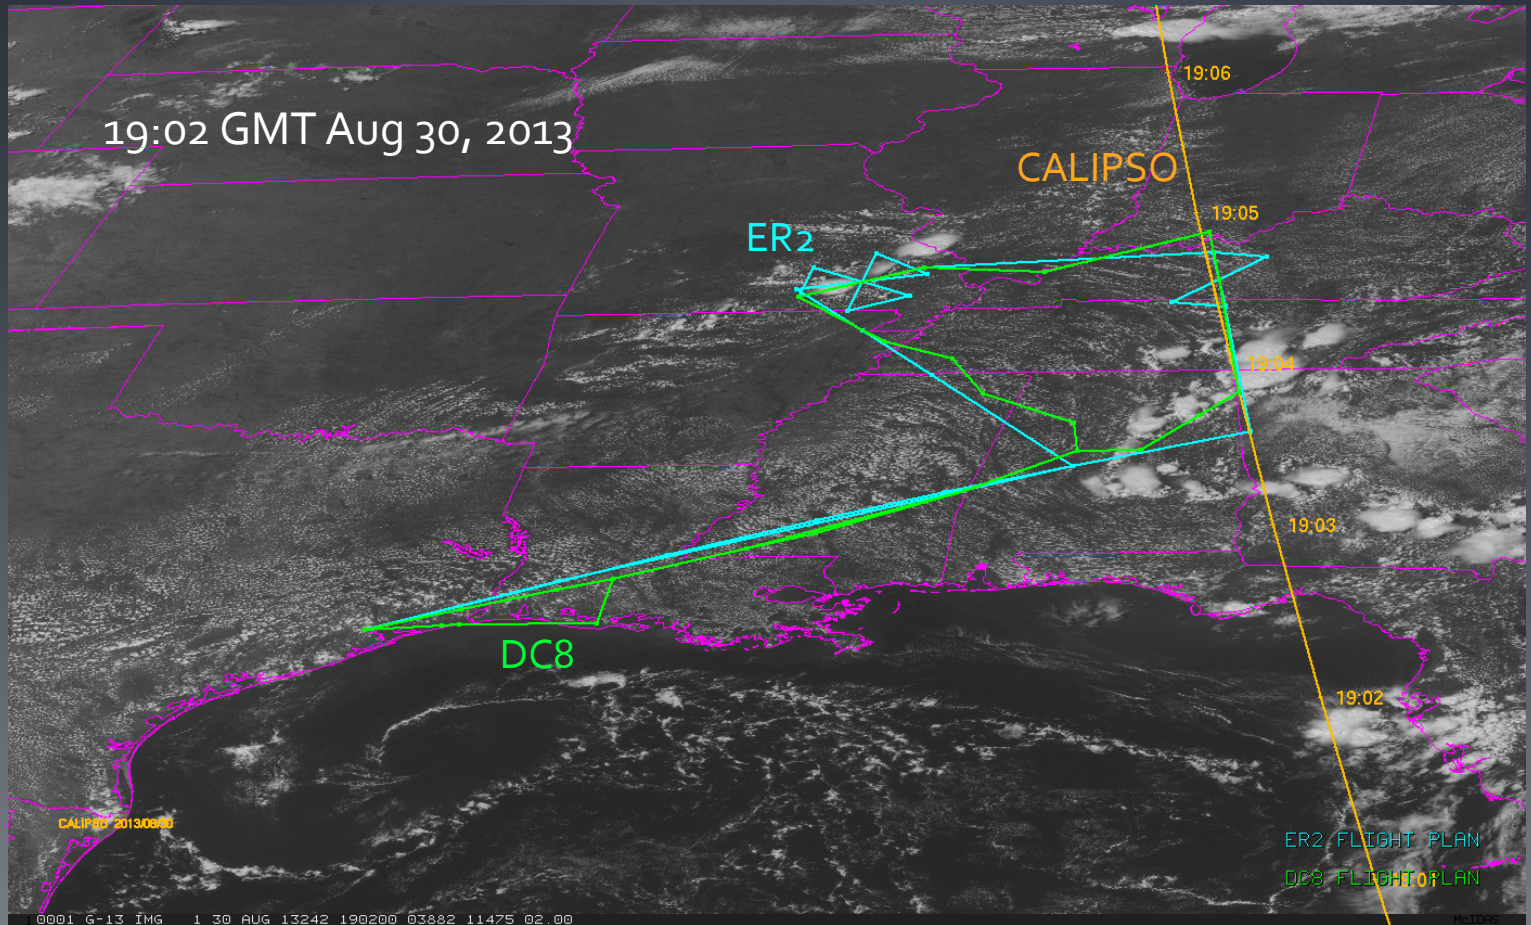 19:06
19:02 GMT Aug 30, 2013
CALIPSO
19:05
ER2
19:04
19:03
DC8
19:02
CALIPSO 2013/08/30
ER2 FLIGHT PLAN
DC8 FLIGHT PLAN
19:01
0001 G-13 IMG 1 30 AUG 13242 190200 03882 11475 02.00
McIDAS